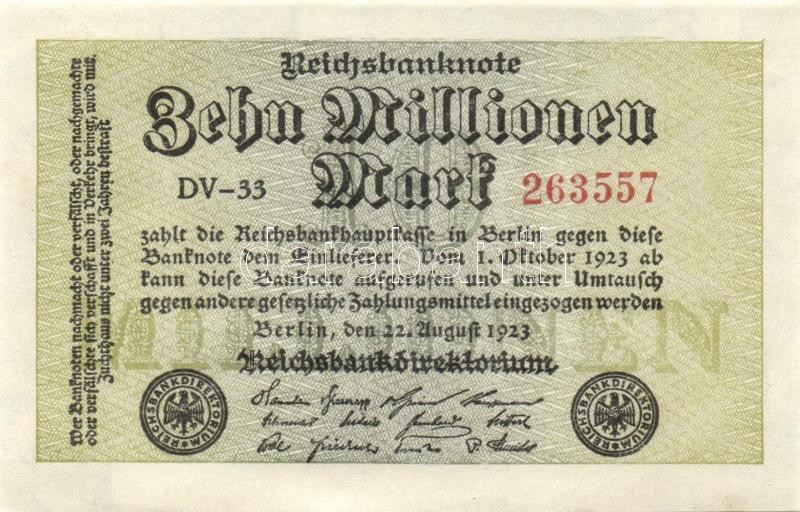 Reichsbanknote
Zehn Millionen
Mark
DV-33
263557
zahlt die Reichsbankhauptkasse in Berlin gegen diese
Banknote dem Einlieferer. Vom 1. Oktober 1923 ab
kann diese Banknote aufgerufen und unter Umtausch
gegen andere gesetzliche Zahlungsmittel eingezogen werden
Berlin, den 22. August 1923
Reichsbankdirektorium
REICHSBANKDIREKTORIUM
REICHSBANKDIREKTORIUM
Wer Banknoten nachmacht oder verfälscht, oder nachgemachte
oder verfälschte sich verschafft und in Verkehr bringt, wird mit
Zuchthaus nicht unter zwei Jahren bestraft
MILLIONEN